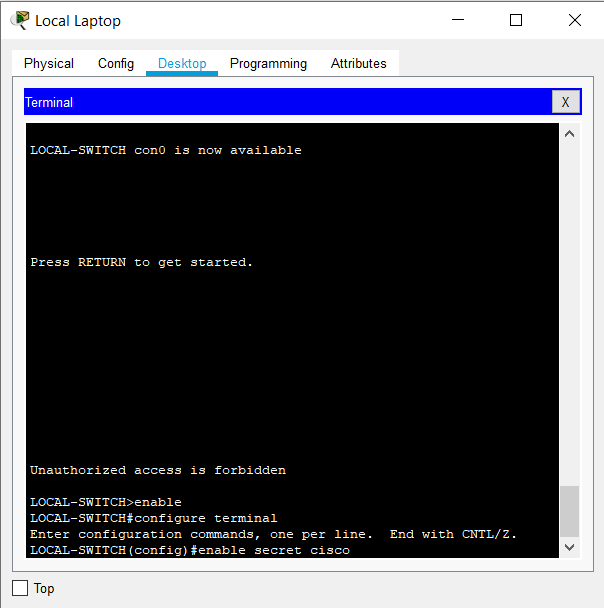 Local Laptop
Physical Config Desktop Programming Attributes
Terminal X
LOCAL-SWITCH con0 is now available
Press RETURN to get started.
Unauthorized access is forbidden
LOCAL-SWITCH>enable
LOCAL-SWITCH#configure terminal
Enter configuration commands, one per line.  End with CNTL/Z.
LOCAL-SWITCH(config)#enable secret cisco
Top